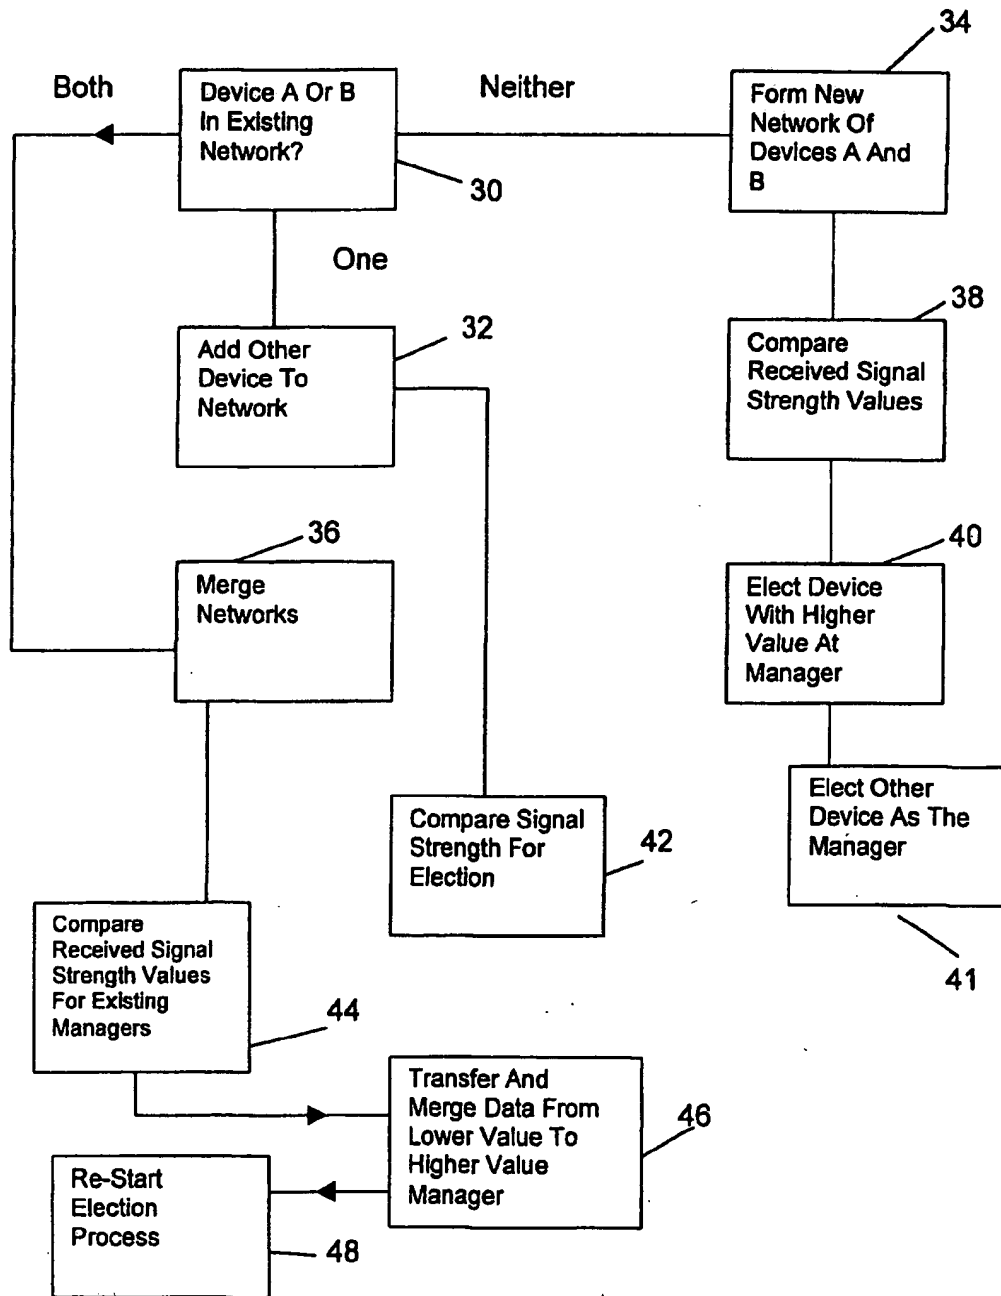 34
Both
Device A Or B
In Existing
Network?
Neither
Form New
Network Of
Devices A And
B
30
One
38
32
Add Other
Device To
Network
Compare
Received Signal
Strength Values
36
40
Merge
Networks
Elect Device
With Higher
Value At
Manager
Elect Other
Device As The
Manager
Compare Signal
Strength For
Election
42
41
Compare
Received Signal
Strength Values
For Existing
Managers
44
Transfer And
Merge Data From
Lower Value To
Higher Value
Manager
46
Re-Start
Election
Process
48